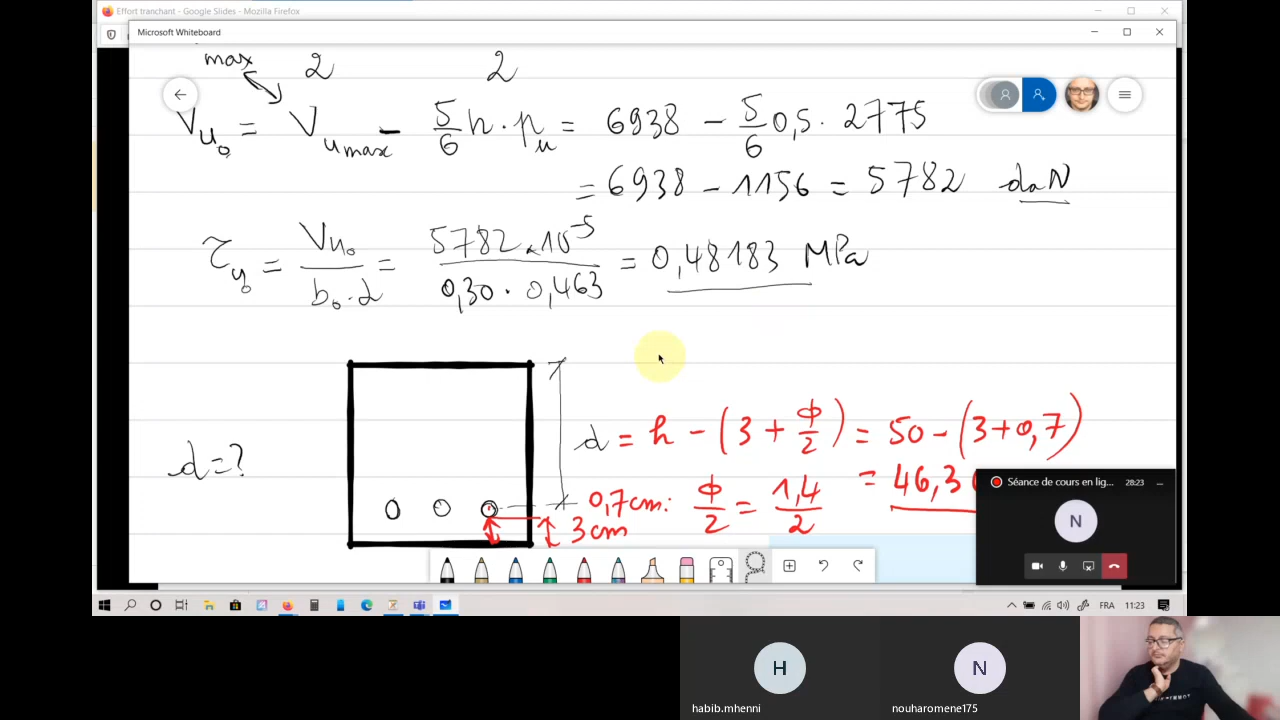 Effort tranchant - Google Slides - Mozilla Firefox
Microsoft Whiteboard
max 2 2
Vu₀ = Vumax - 5/6 h · pu = 6938 - 5/6 0,5 · 2775
= 6938 - 1156 = 5782 daN
τu₀ = Vu₀ / b₀·d = 5782 × 10⁻⁵ / 0,30 · 0,463 = 0,48183 MPa
d = ?
d = h - (3 + φ/2) = 50 - (3 + 0,7)
= 46,3
0,7cm: φ/2 = 1,4/2
3cm
Séance de cours en lig... 28:23
N
FRA 11:23
H
N
habib.mhenni
nouharomene175